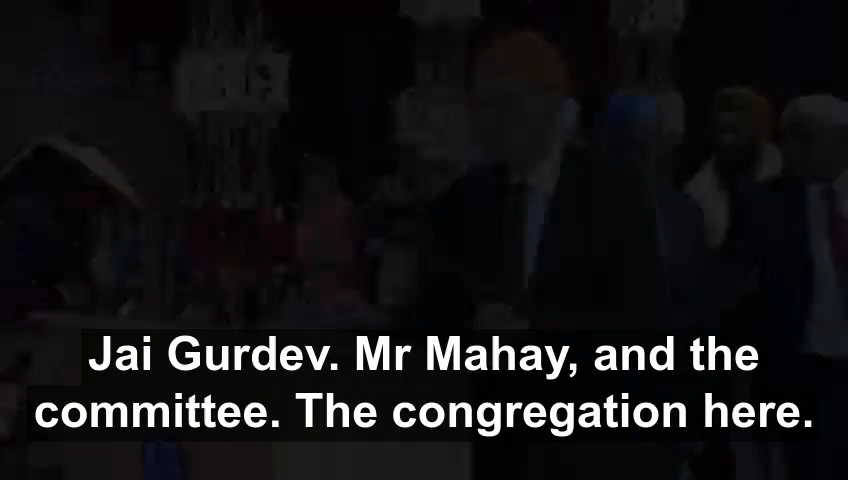 Jai Gurdev. Mr Mahay, and the
committee. The congregation here.